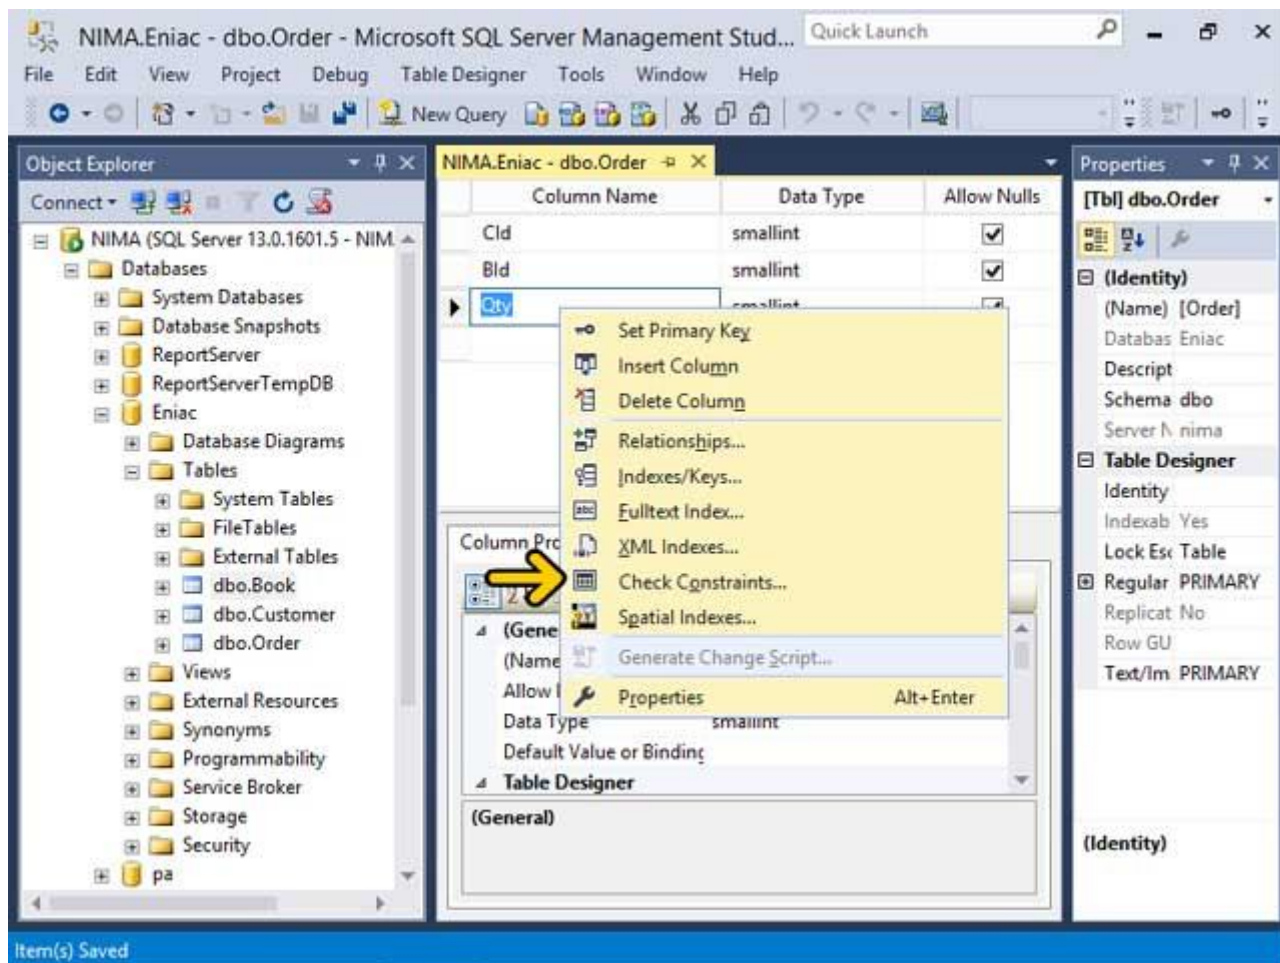 NIMA.Eniac - dbo.Order - Microsoft SQL Server Management Stud...
Quick Launch
File Edit View Project Debug Table Designer Tools Window Help
New Query
Object Explorer
Connect
NIMA (SQL Server 13.0.1601.5 - NIM
Databases
System Databases
Database Snapshots
ReportServer
ReportServerTempDB
Eniac
Database Diagrams
Tables
System Tables
FileTables
External Tables
dbo.Book
dbo.Customer
dbo.Order
Views
External Resources
Synonyms
Programmability
Service Broker
Storage
Security
pa
NIMA.Eniac - dbo.Order
Column Name Data Type Allow Nulls
CId smallint
BId smallint
Qty smallint
Set Primary Key
Insert Column
Delete Column
Relationships...
Indexes/Keys...
Fulltext Index...
XML Indexes...
Check Constraints...
Spatial Indexes...
Generate Change Script...
Properties Alt+Enter
Column Pro
(Gene
(Name
Allow
Data Type smallint
Default Value or Binding
Table Designer
(General)
Properties
[Tbl] dbo.Order
(Identity)
(Name) [Order]
Databas Eniac
Descript
Schema dbo
Server N nima
Table Designer
Identity
Indexab Yes
Lock Esc Table
Regular PRIMARY
Replicat No
Row GU
Text/Im PRIMARY
(Identity)
Item(s) Saved